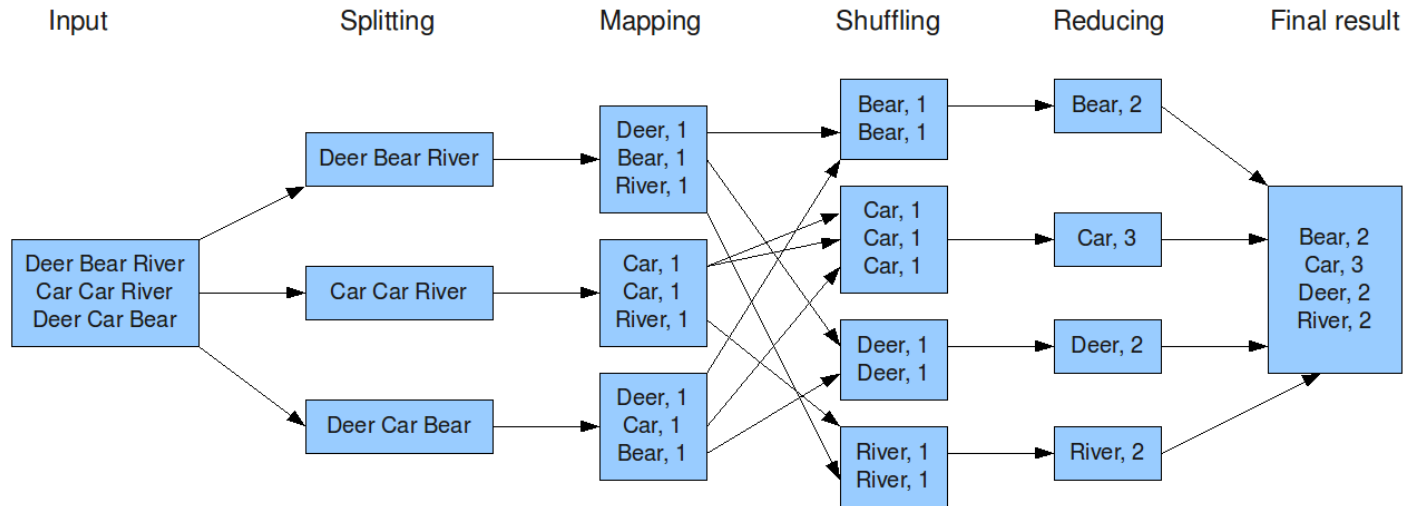 Input
Splitting
Mapping
Shuffling
Reducing
Final result
Deer Bear River
Car Car River
Deer Car Bear
Deer Bear River
Car Car River
Deer Car Bear
Deer, 1
Bear, 1
River, 1
Car, 1
Car, 1
River, 1
Deer, 1
Car, 1
Bear, 1
Bear, 1
Bear, 1
Car, 1
Car, 1
Car, 1
Deer, 1
Deer, 1
River, 1
River, 1
Bear, 2
Car, 3
Deer, 2
River, 2
Bear, 2
Car, 3
Deer, 2
River, 2